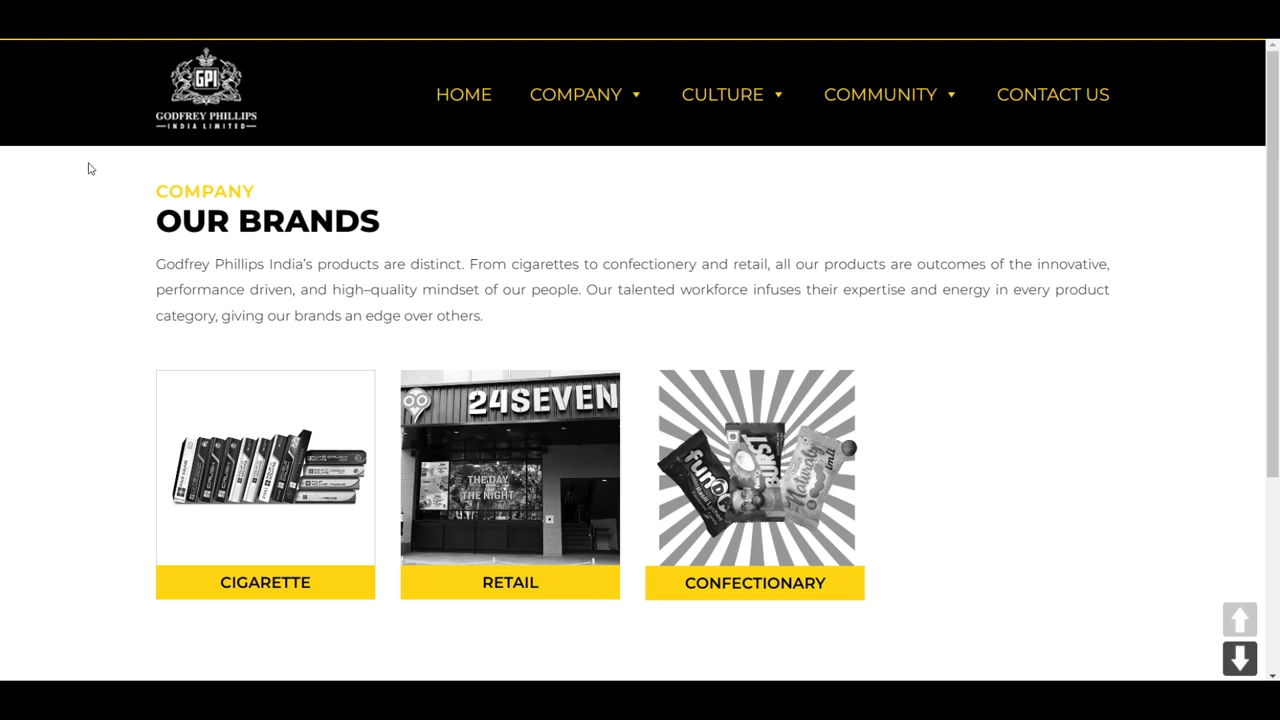 GPI
GODFREY PHILLIPS
INDIA LIMITED
HOME
COMPANY
CULTURE
COMMUNITY
CONTACT US
COMPANY
OUR BRANDS
Godfrey Phillips India’s products are distinct. From cigarettes to confectionery and retail, all our products are outcomes of the innovative,
performance driven, and high–quality mindset of our people. Our talented workforce infuses their expertise and energy in every product
category, giving our brands an edge over others.
24SEVEN
THE DAY
THE NIGHT
funda
Naturalz
imli
CIGARETTE
RETAIL
CONFECTIONARY